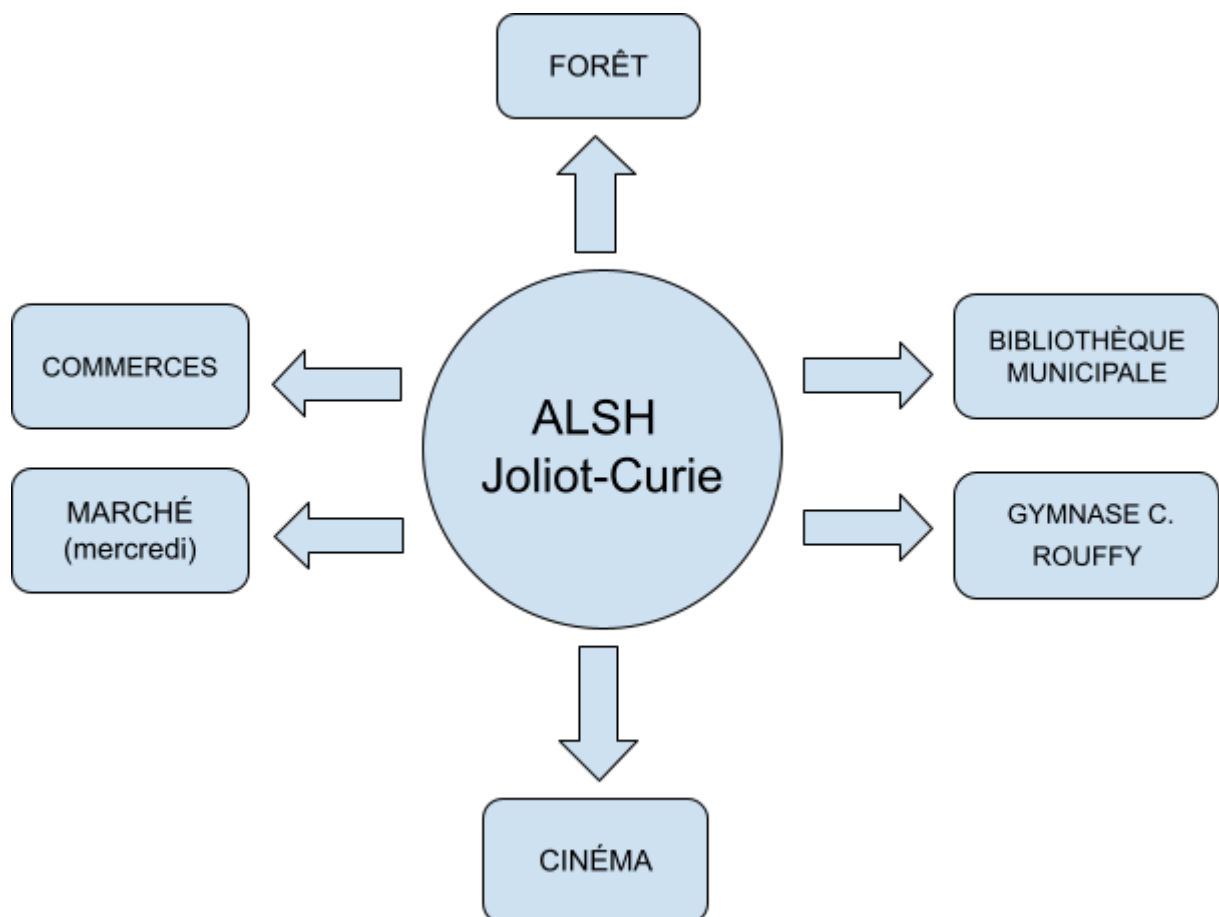 FORÊT
COMMERCES
BIBLIOTHÈQUE
MUNICIPALE
ALSH
Joliot-Curie
MARCHÉ
(mercredi)
GYMNASE C.
ROUFFY
CINÉMA